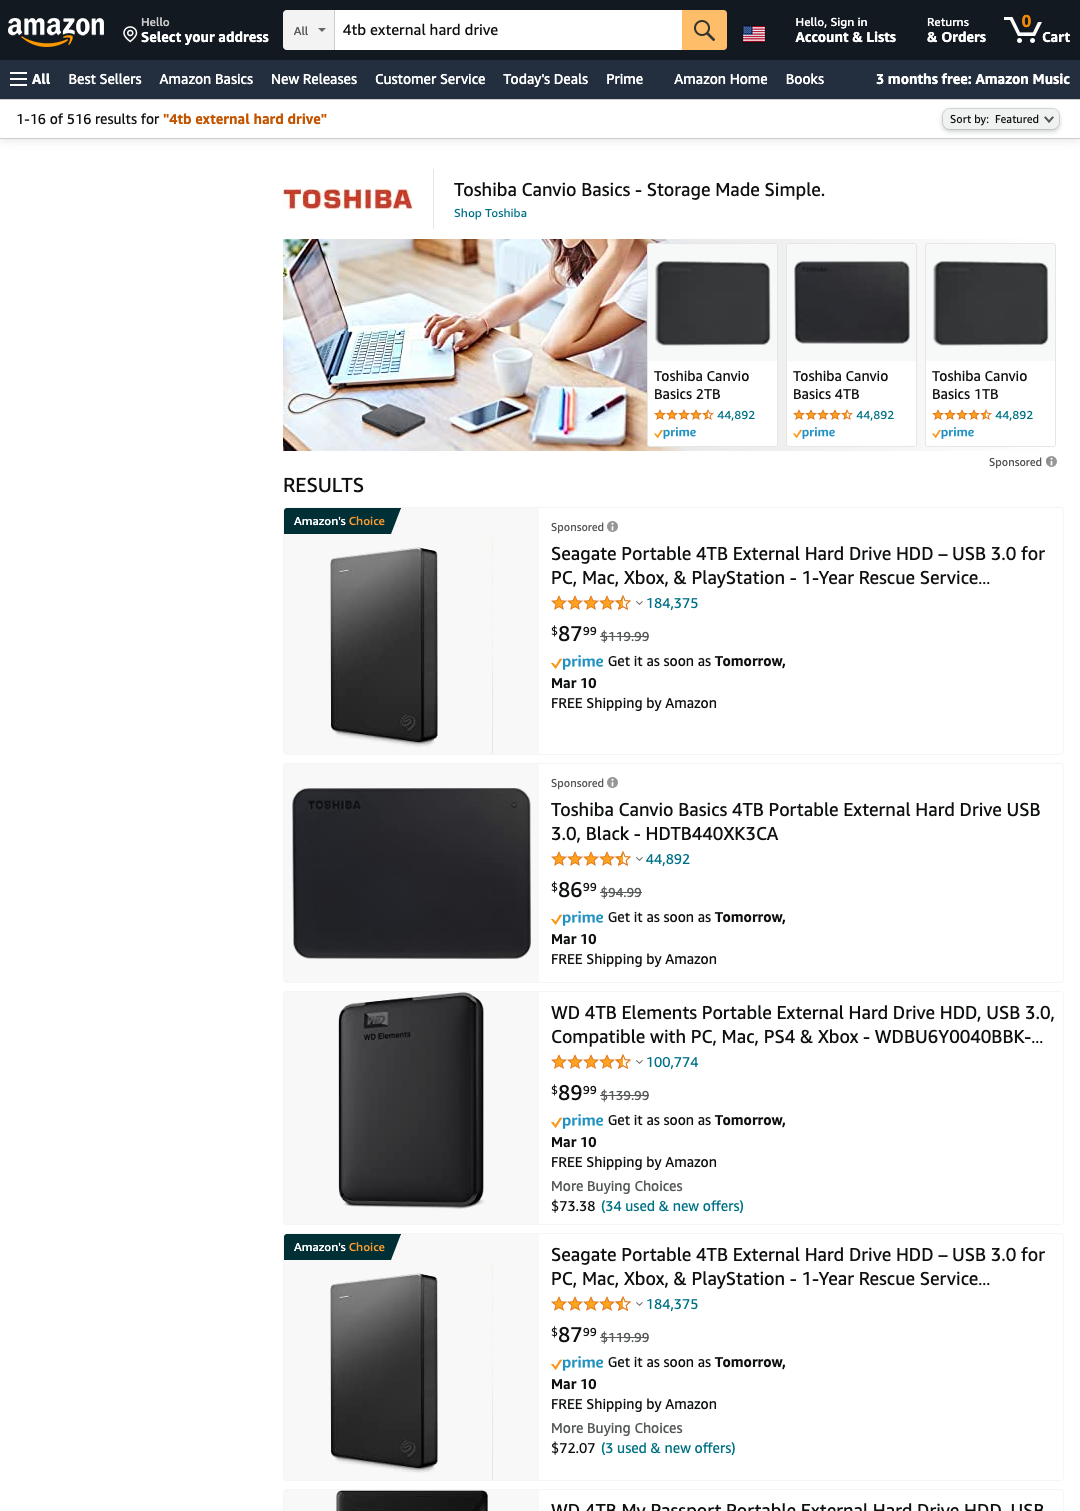 amazon
Hello
Select your address
All
4tb external hard drive
Hello, Sign in
Account & Lists
Returns
& Orders
0
Cart
All
Best Sellers
Amazon Basics
New Releases
Customer Service
Today's Deals
Prime
Amazon Home
Books
3 months free: Amazon Music
1-16 of 516 results for "4tb external hard drive"
Sort by: Featured
TOSHIBA
Toshiba Canvio Basics - Storage Made Simple.
Shop Toshiba
Toshiba Canvio
Basics 2TB
44,892
prime
Toshiba Canvio
Basics 4TB
44,892
prime
Toshiba Canvio
Basics 1TB
44,892
prime
Sponsored
RESULTS
Amazon's Choice
Sponsored
Seagate Portable 4TB External Hard Drive HDD – USB 3.0 for
PC, Mac, Xbox, & PlayStation - 1-Year Rescue Service...
184,375
$87.99 $119.99
prime Get it as soon as Tomorrow,
Mar 10
FREE Shipping by Amazon
TOSHIBA
Sponsored
Toshiba Canvio Basics 4TB Portable External Hard Drive USB
3.0, Black - HDTB440XK3CA
44,892
$86.99 $94.99
prime Get it as soon as Tomorrow,
Mar 10
FREE Shipping by Amazon
WD
WD Elements
WD 4TB Elements Portable External Hard Drive HDD, USB 3.0,
Compatible with PC, Mac, PS4 & Xbox - WDBU6Y0040BBK-...
100,774
$89.99 $139.99
prime Get it as soon as Tomorrow,
Mar 10
FREE Shipping by Amazon
More Buying Choices
$73.38 (34 used & new offers)
Amazon's Choice
Seagate Portable 4TB External Hard Drive HDD – USB 3.0 for
PC, Mac, Xbox, & PlayStation - 1-Year Rescue Service...
184,375
$87.99 $119.99
prime Get it as soon as Tomorrow,
Mar 10
FREE Shipping by Amazon
More Buying Choices
$72.07 (3 used & new offers)
WD 4TB My Passport Portable External Hard Drive HDD, USB